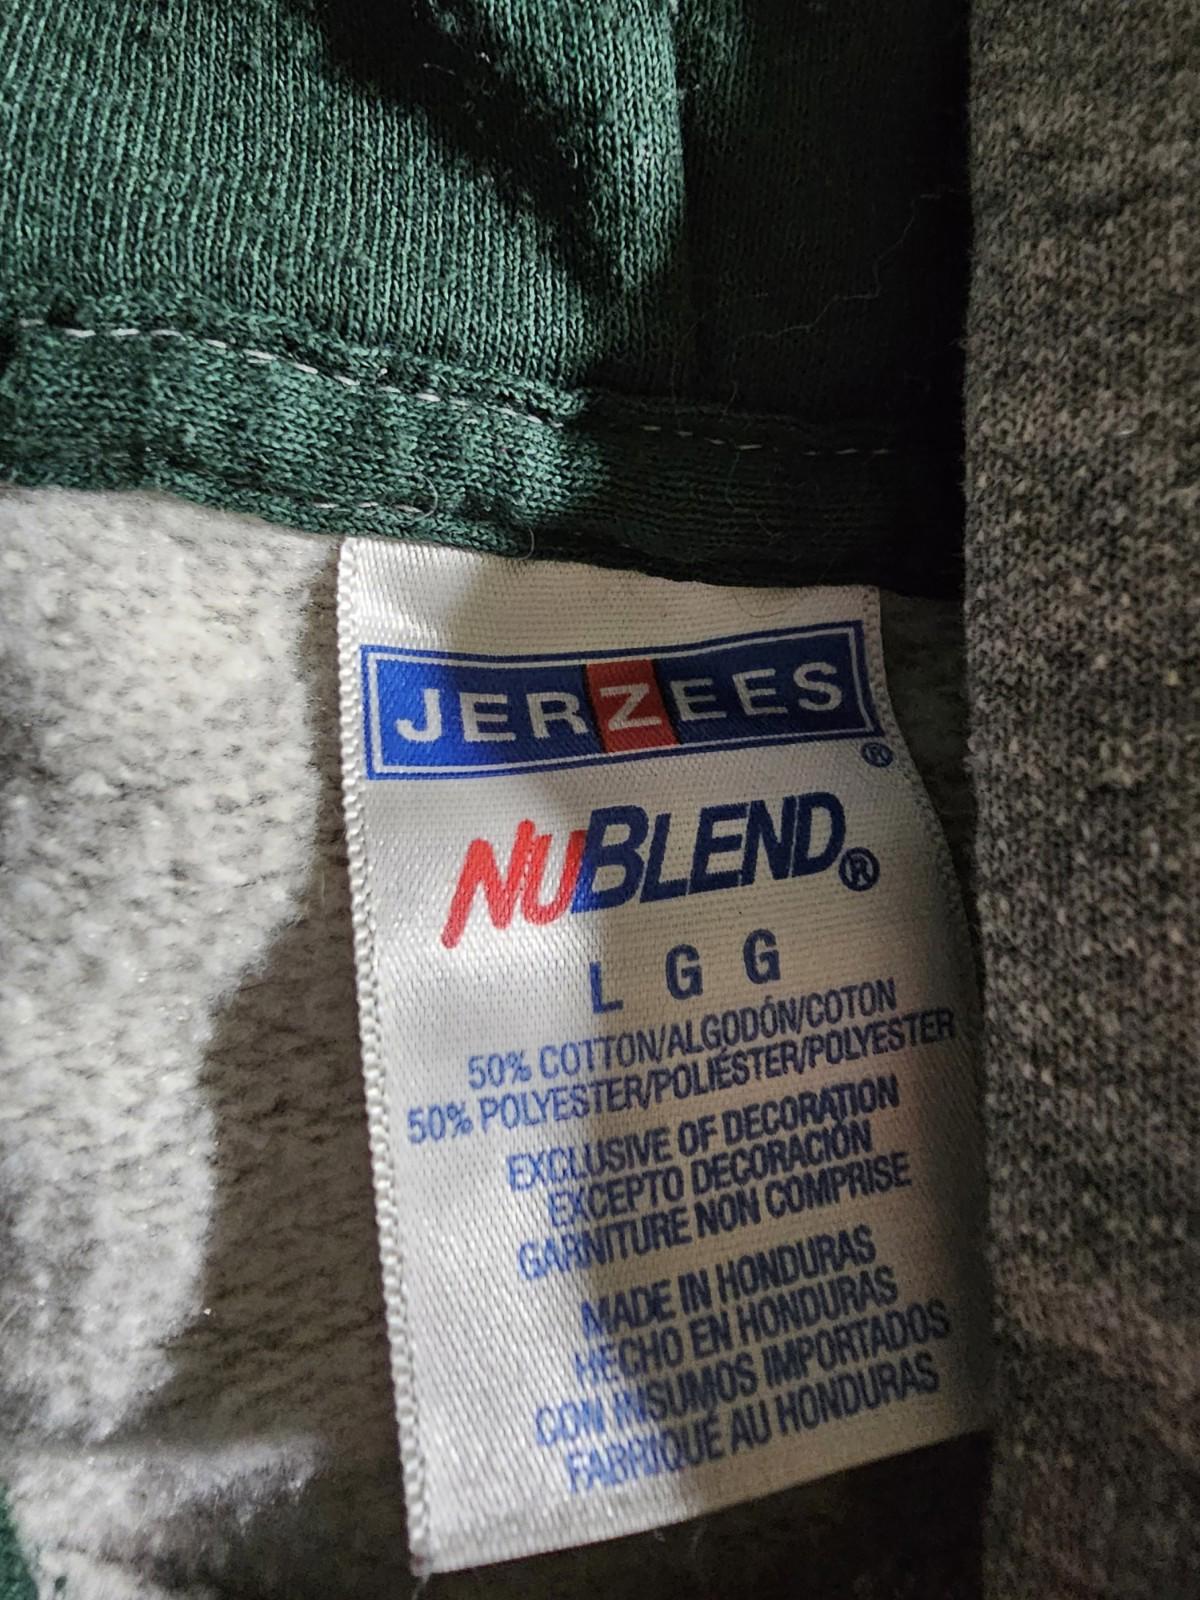 JERZEES®
NUBLEND®
L G G
50% COTTON/ALGODÓN/COTON
50% POLYESTER/POLIÉSTER/POLYESTER
EXCLUSIVE OF DECORATION
EXCEPTO DECORACIÓN
GARNITURE NON COMPRISE
MADE IN HONDURAS
HECHO EN HONDURAS
CON INSUMOS IMPORTADOS
FABRIQUÉ AU HONDURAS